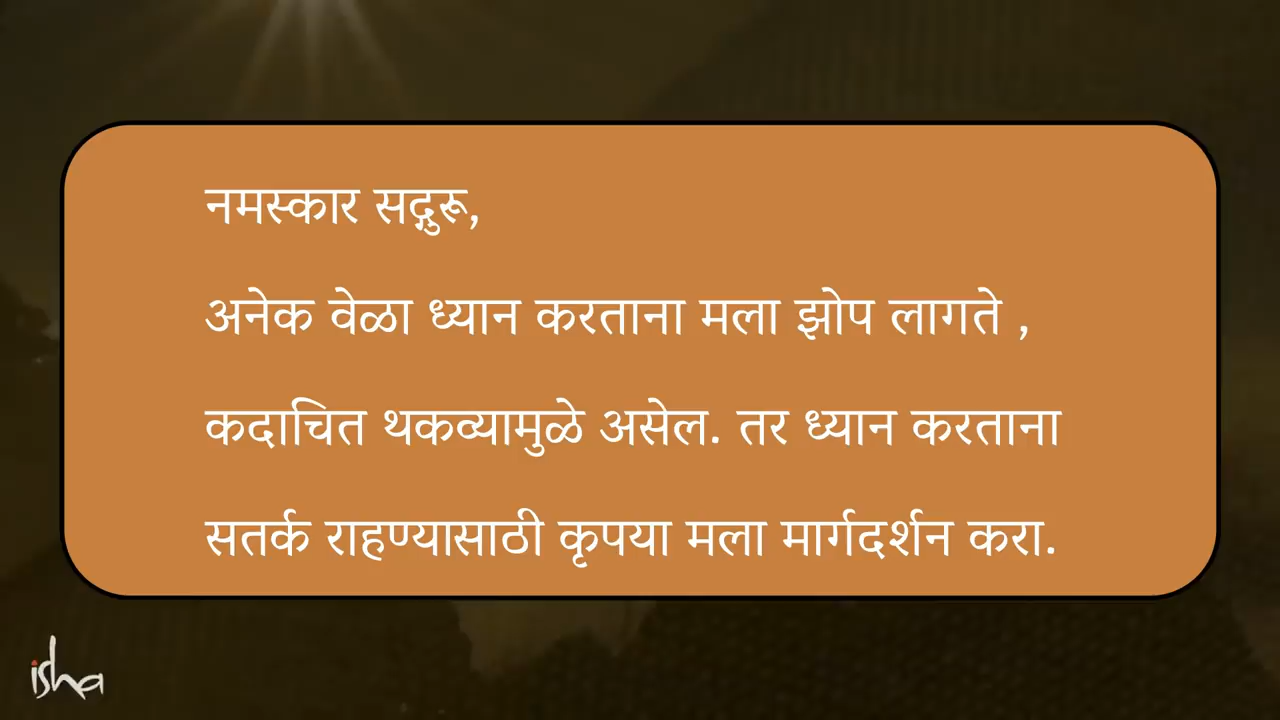 नमस्कार सद्गुरू,
अनेक वेळा ध्यान करताना मला झोप लागते ,
कदाचित थकव्यामुळे असेल. तर ध्यान करताना
सतर्क राहण्यासाठी कृपया मला मार्गदर्शन करा.
isha